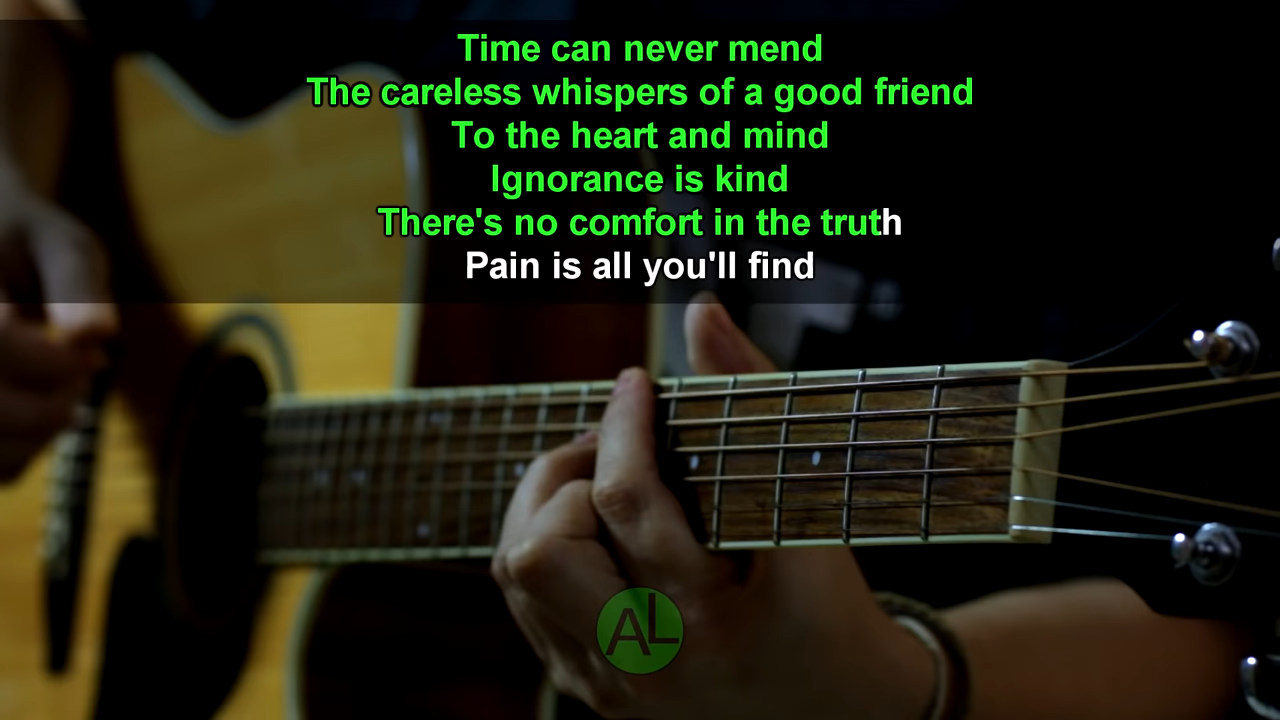 Time can never mend
The careless whispers of a good friend
To the heart and mind
Ignorance is kind
There's no comfort in the truth
Pain is all you'll find
AL